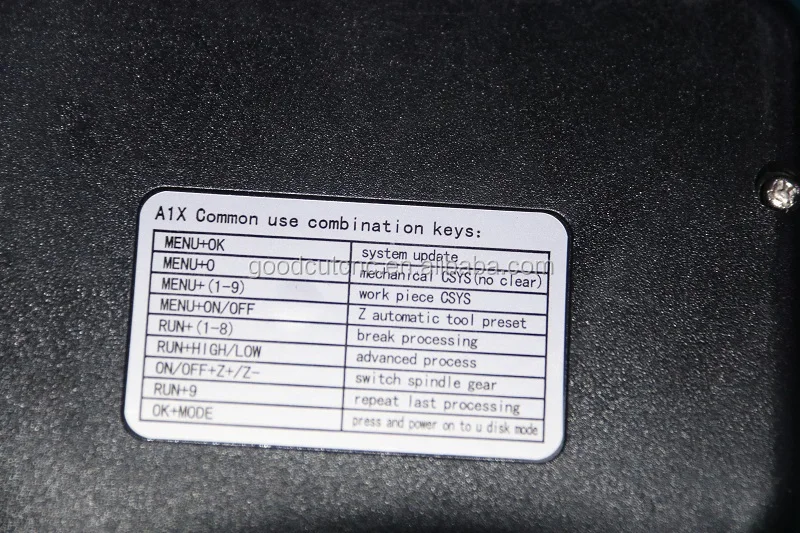 A1X Common use combination keys:
MENU+OK system update
MENU+0 mechanical CSYS(no clear)
MENU+(1-9) work piece CSYS
MENU+ON/OFF Z automatic tool preset
RUN+(1-8) break processing
RUN+HIGH/LOW advanced process
ON/OFF+Z+/Z- switch spindle gear
RUN+9 repeat last processing
OK+MODE press and power on to u disk mode
goodcutcnc.en.alibaba.com